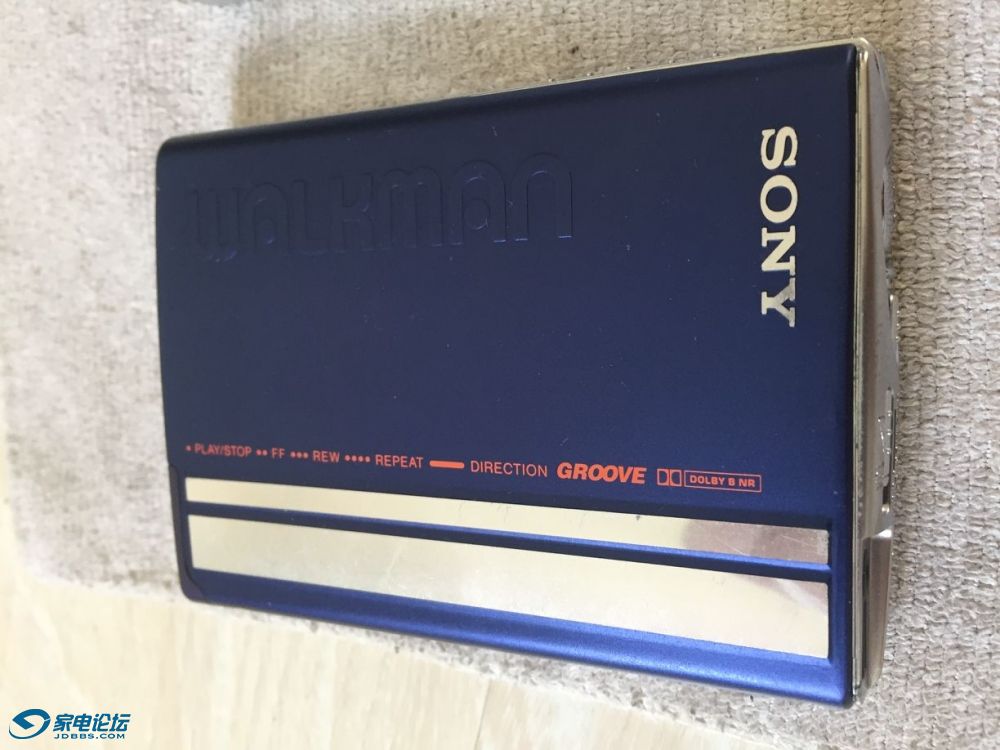 WALKMAN
SONY
• PLAY/STOP •• FF ••• REW •••• REPEAT — DIRECTION GROOVE DOLBY B NR
家电论坛
JDBBS.COM